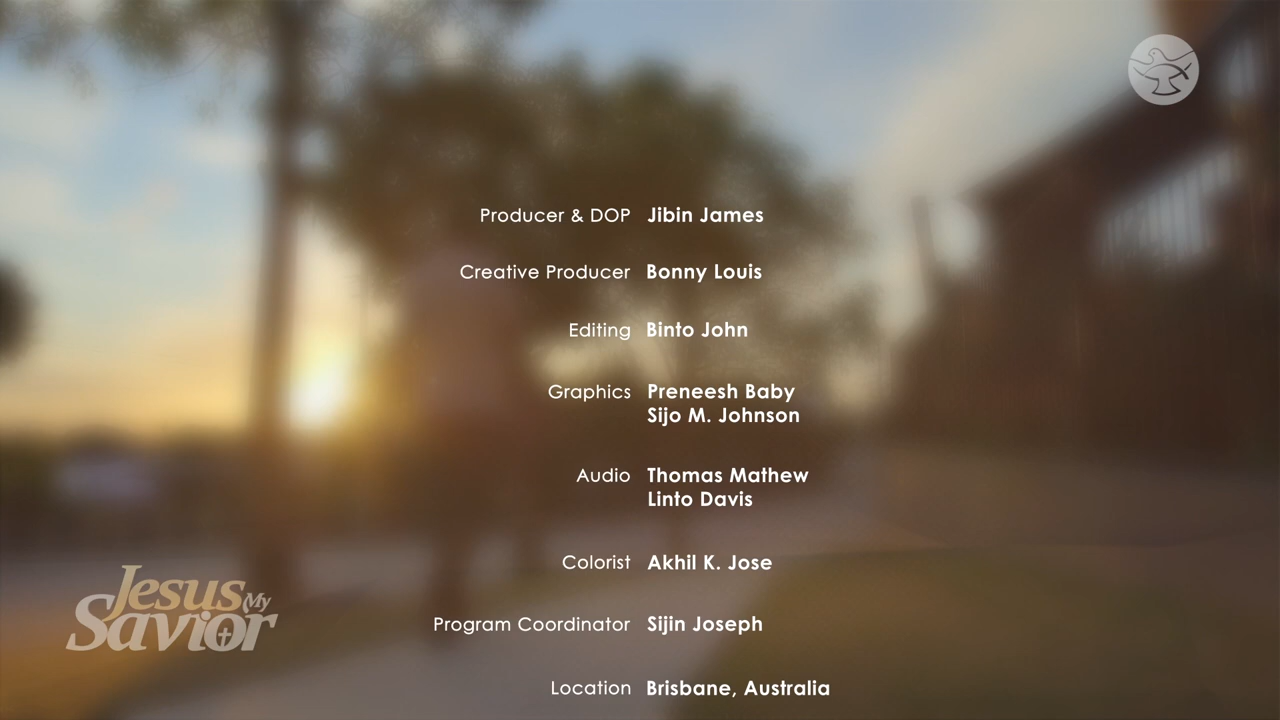 Producer & DOP Jibin James
Creative Producer Bonny Louis
Editing Binto John
Graphics Preneesh Baby
Sijo M. Johnson
Audio Thomas Mathew
Linto Davis
Colorist Akhil K. Jose
Program Coordinator Sijin Joseph
Location Brisbane, Australia
Jesus My
Savior